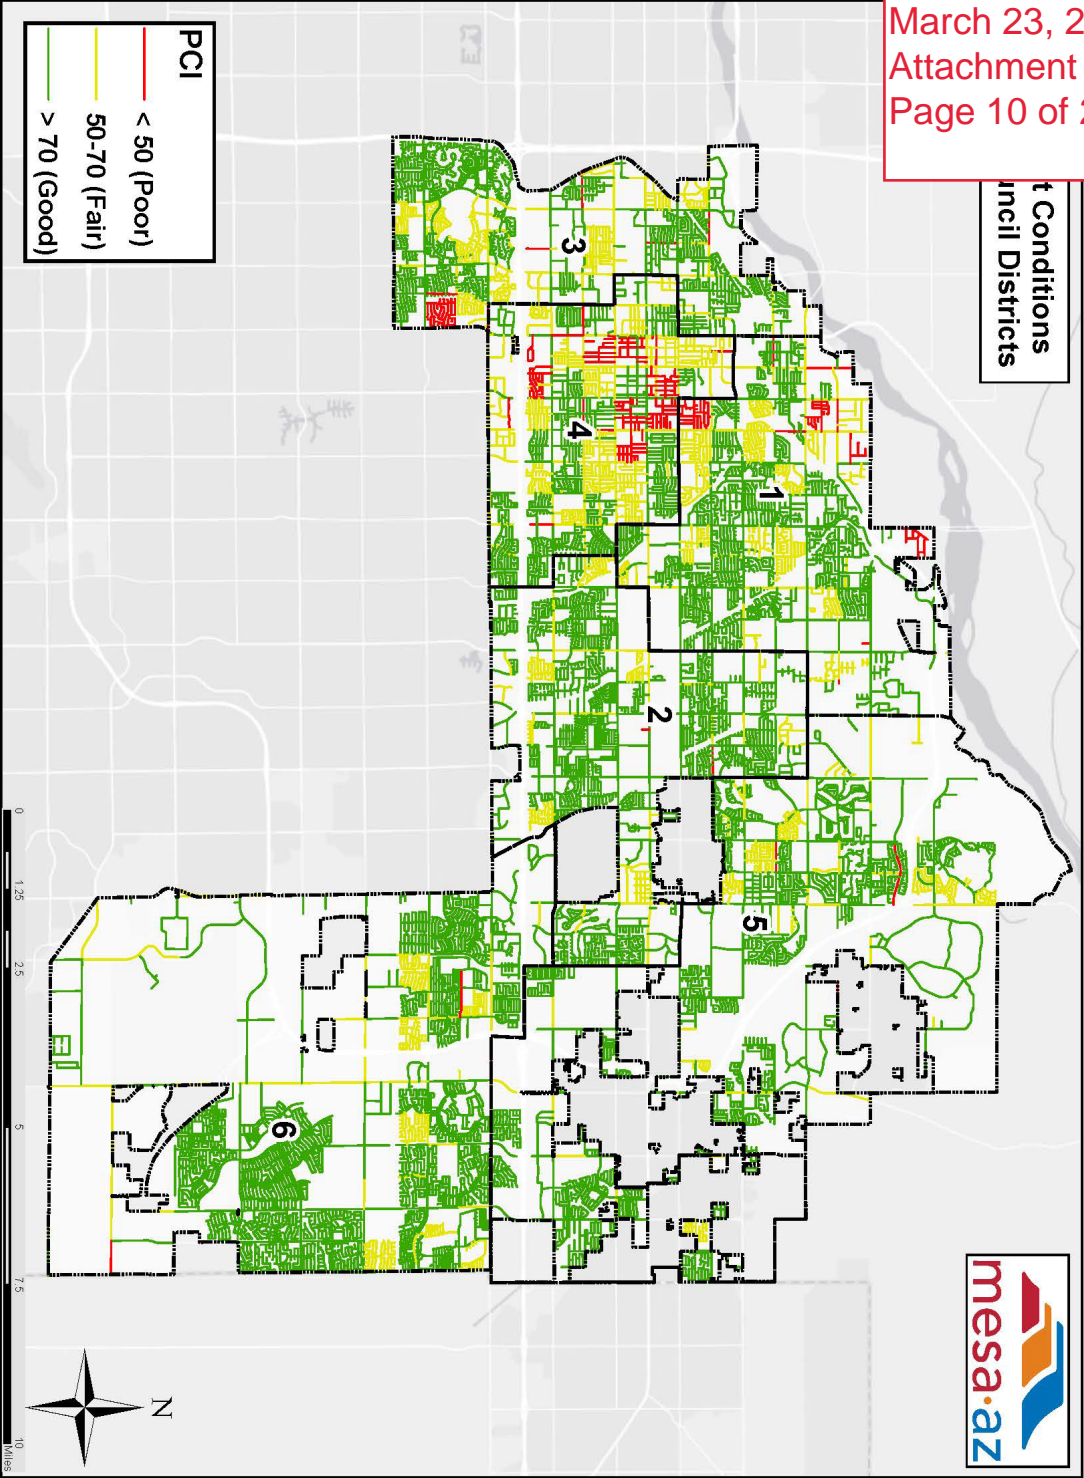 March 23, 2
Attachment
Page 10 of 2
t Conditions
uncil Districts
mesa·az
PCI
< 50 (Poor)
50-70 (Fair)
> 70 (Good)
1
2
3
4
5
6
N
0
1.25
2.5
5
7.5
10
Miles